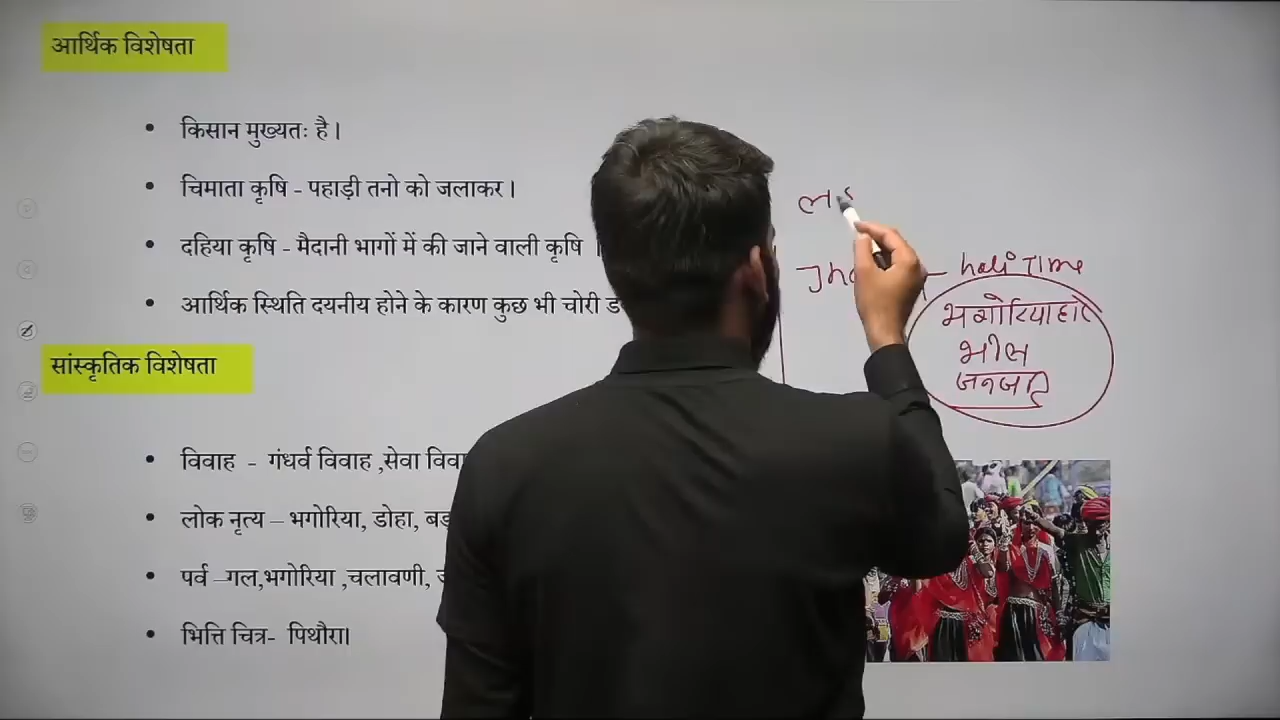 आर्थिक विशेषता
• किसान मुख्यतः है।
• चिमाता कृषि - पहाड़ी तनो को जलाकर।
• दहिया कृषि - मैदानी भागों में की जाने वाली कृषि ।
• आर्थिक स्थिति दयनीय होने के कारण कुछ भी चोरी
सांस्कृतिक विशेषता
• विवाह - गंधर्व विवाह ,सेवा
• लोक नृत्य – भगोरिया, डोहा,
• पर्व –गल,भगोरिया ,चलावणी,
• भित्ति चित्र- पिथौरा।
— holi Time
भगोरिया हाट
भील